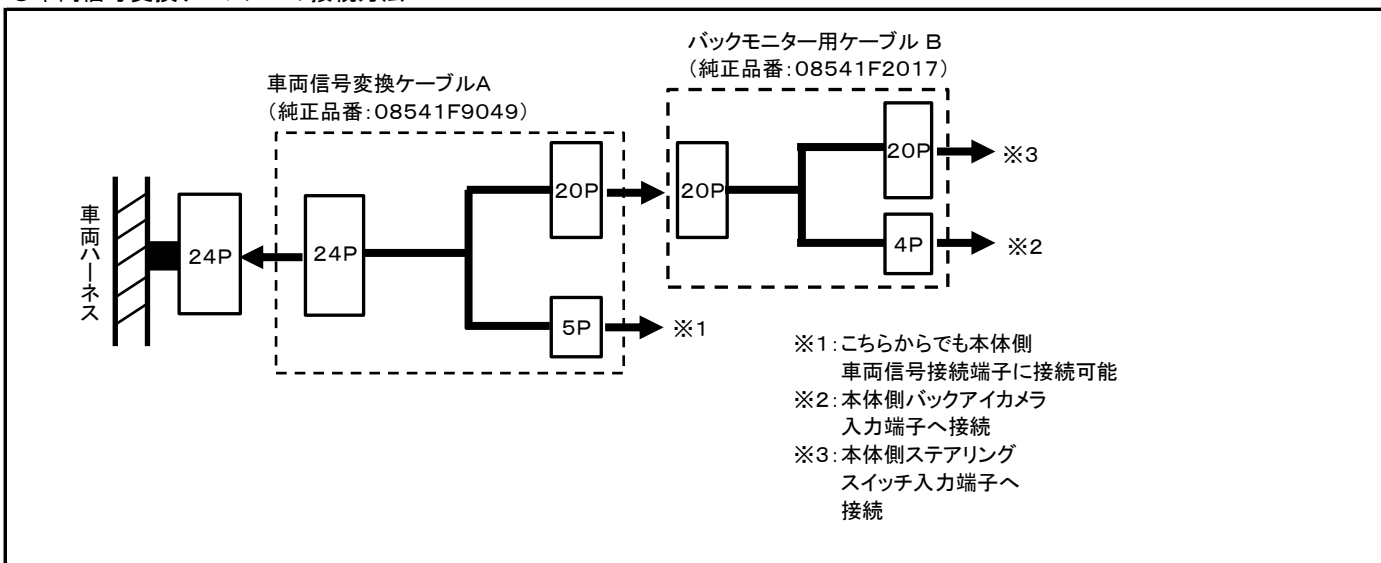 バックモニター用ケーブル B
(純正品番:08541F2017)
車両信号変換ケーブルA
(純正品番:08541F9049)
車両ハーネス
24P
24P
20P
5P
※1
20P
20P
※3
4P
※2
※1:こちらからでも本体側
車両信号接続端子に接続可能
※2:本体側バックアイカメラ
入力端子へ接続
※3:本体側ステアリング
スイッチ入力端子へ
接続